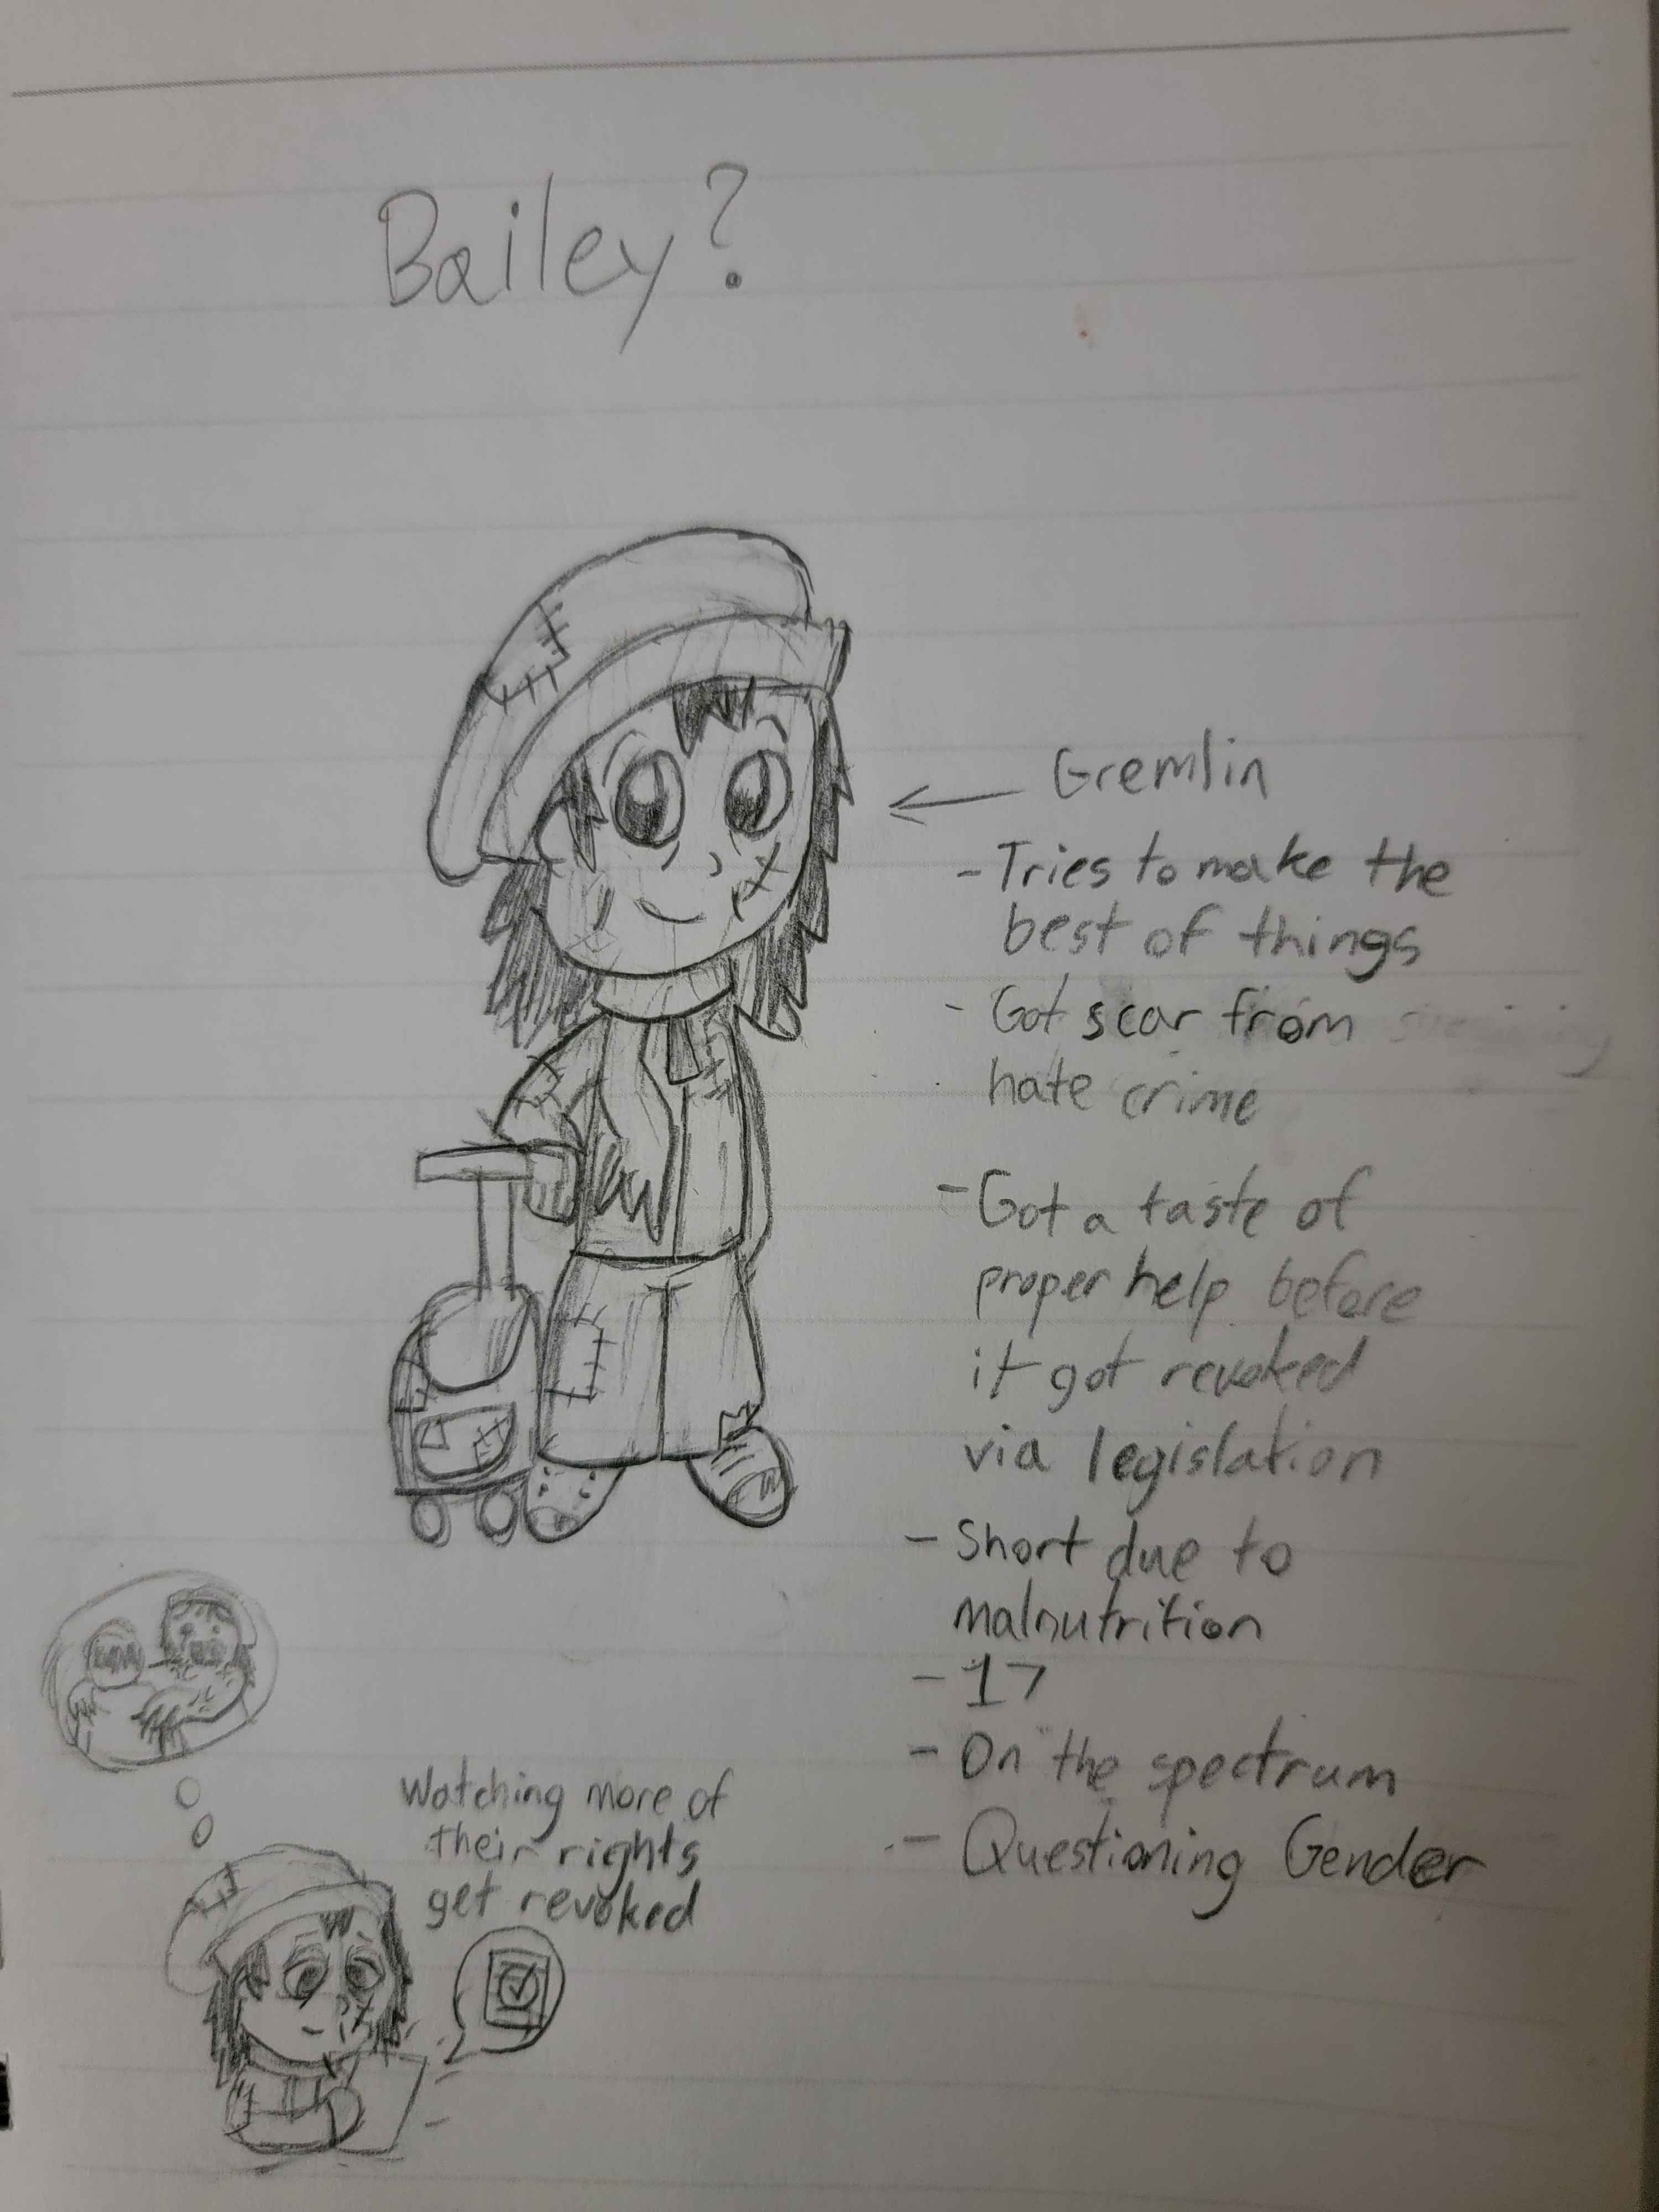 Bailey?
Gremlin
- Tries to make the
best of things
- Got scar from
hate crime
- Got a taste of
proper help before
it got revoked
via legislation
- Short due to
malnutrition
- 17
- On the spectrum
- Questioning Gender
Watching more of
their rights
get revoked